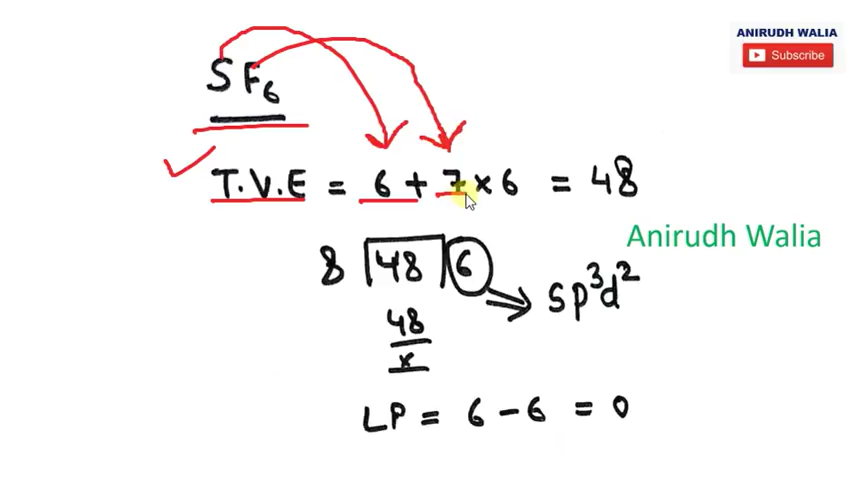 ANIRUDH WALIA
Subscribe
SF₆
T.V.E = 6 + 7 × 6 = 48
Anirudh Walia
8 48 6 sp³d²
48
x
LP = 6 - 6 = 0